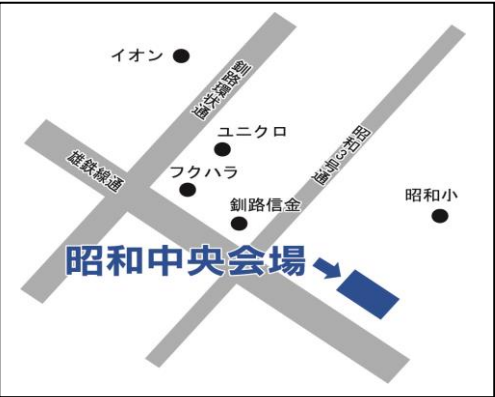 イオン
釧路環状通
ユニクロ
昭和3号通
雄鉄線通
フクハラ
釧路信金
昭和小
昭和中央会場